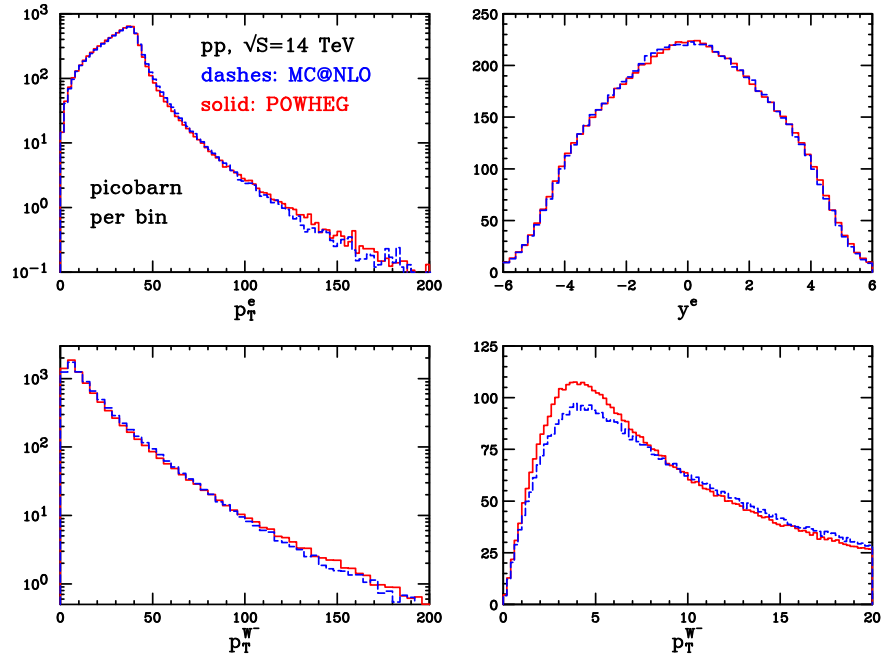 10³
10²
10¹
10⁰
10⁻¹
0 50 100 150 200
p_T^e
pp, √S=14 TeV
dashes: MC@NLO
solid: POWHEG
picobarn
per bin
250
200
150
100
50
0
−6 −4 −2 0 2 4 6
y^e
10³
10²
10¹
10⁰
0 50 100 150 200
p_T^W⁻
125
100
75
50
25
0
0 5 10 15 20
p_T^W⁻